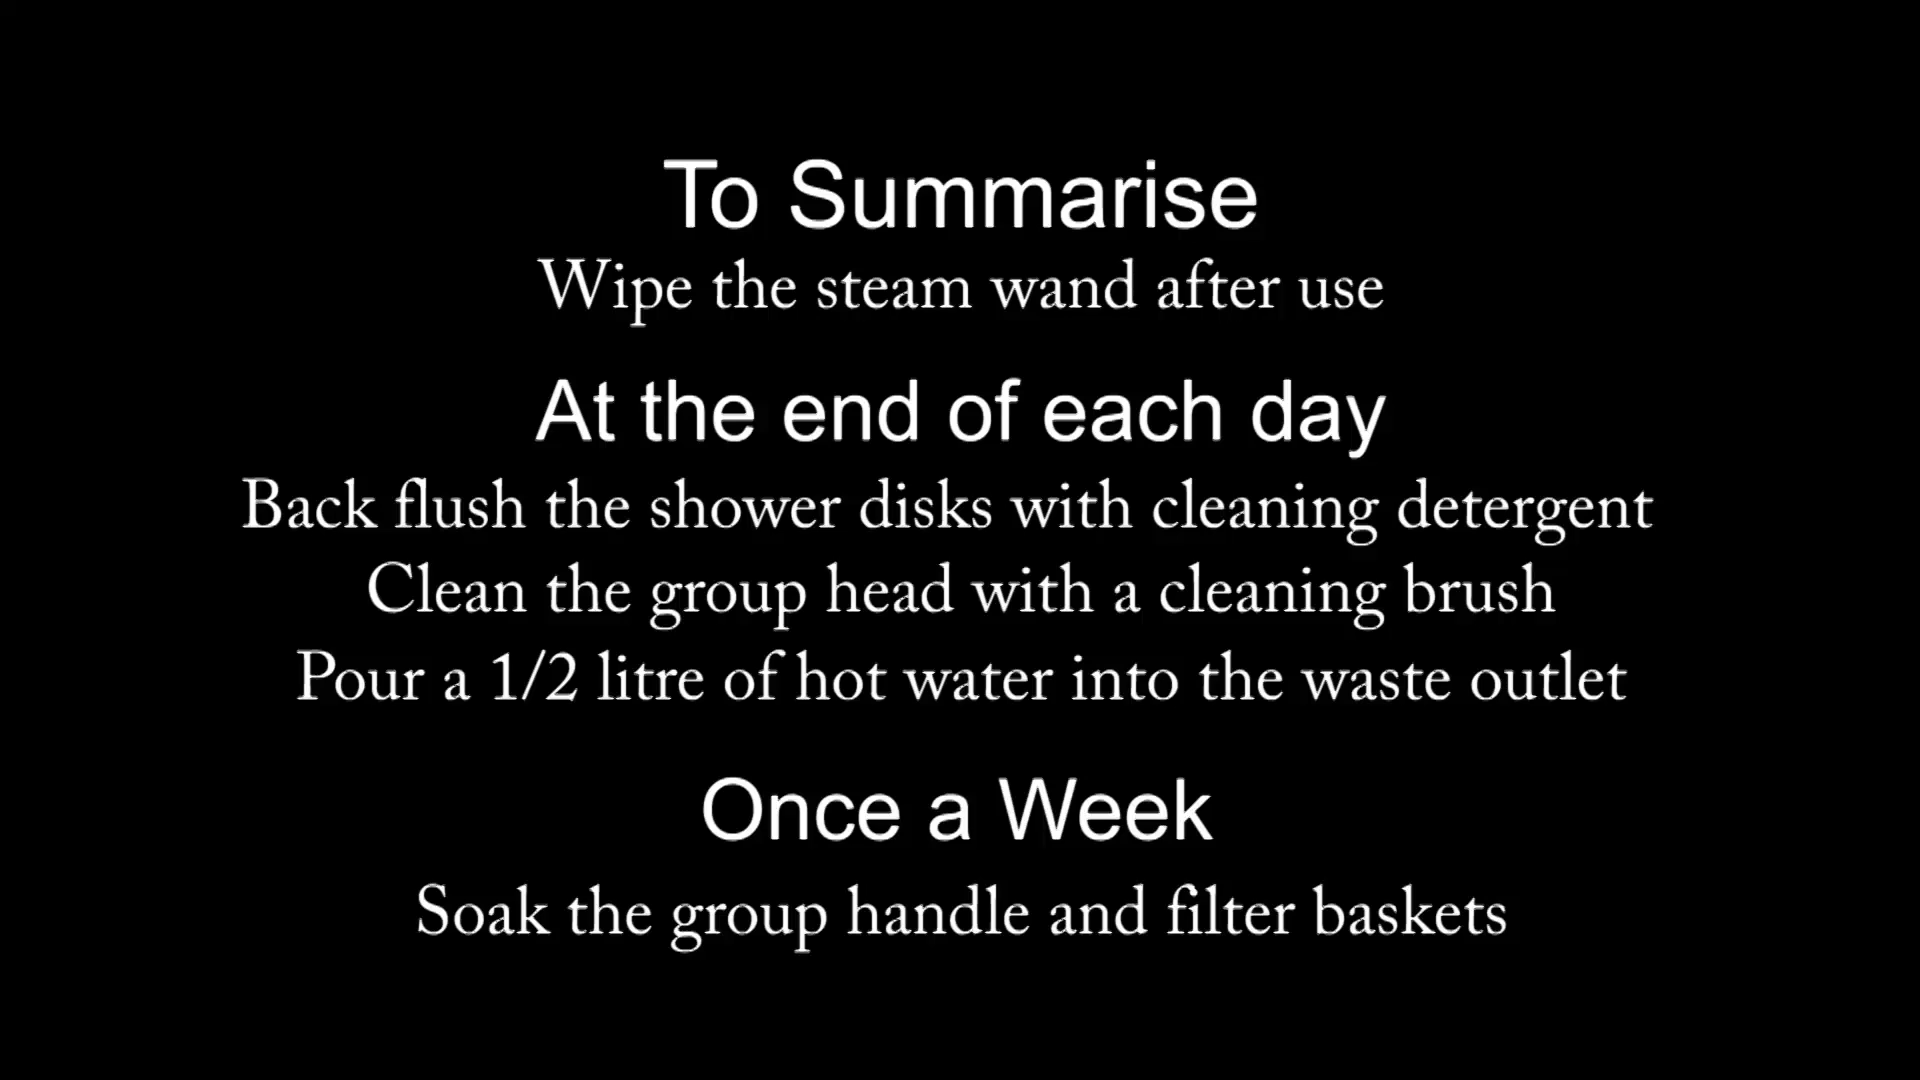 To Summarise
Wipe the steam wand after use
At the end of each day
Back flush the shower disks with cleaning detergent
Clean the group head with a cleaning brush
Pour a 1/2 litre of hot water into the waste outlet
Once a Week
Soak the group handle and filter baskets